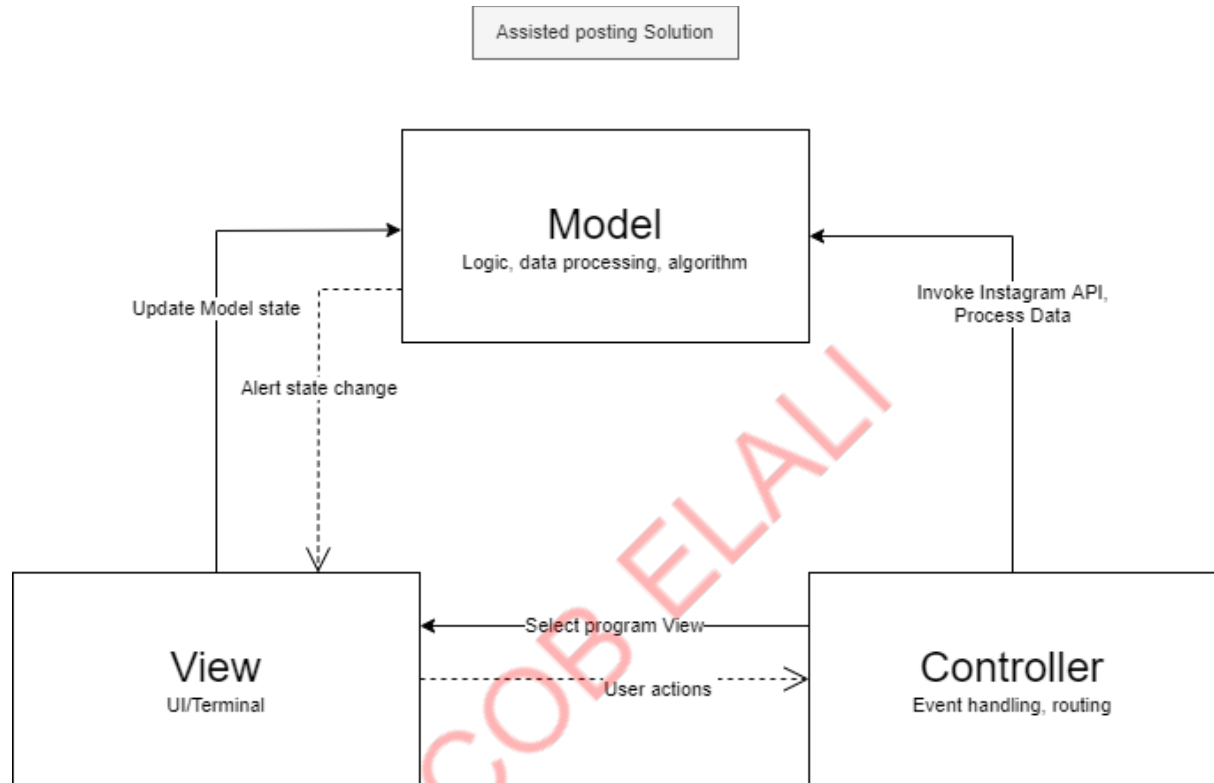 Assisted posting Solution
Model
Logic, data processing, algorithm
Update Model state
Invoke Instagram API,
Process Data
Alert state change
Select program View
User actions
View
UI/Terminal
Controller
Event handling, routing
COB ELALI